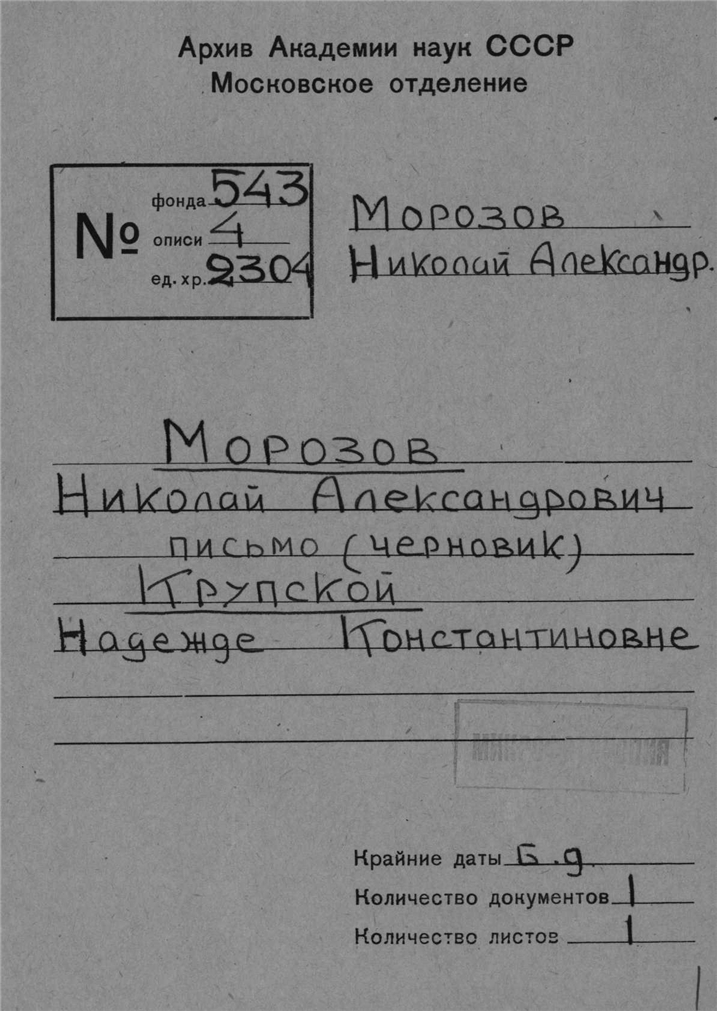 Архив Академии наук СССР
Московское отделение
№
фонда 543
описи 4
ед. хр. 2304
Морозов
Николай Александр.
Морозов
Николай Александрович
письмо (черновик)
Крупской
Надежде Константиновне
Крайние даты Б.д.
Количество документов 1
Количество листов 1